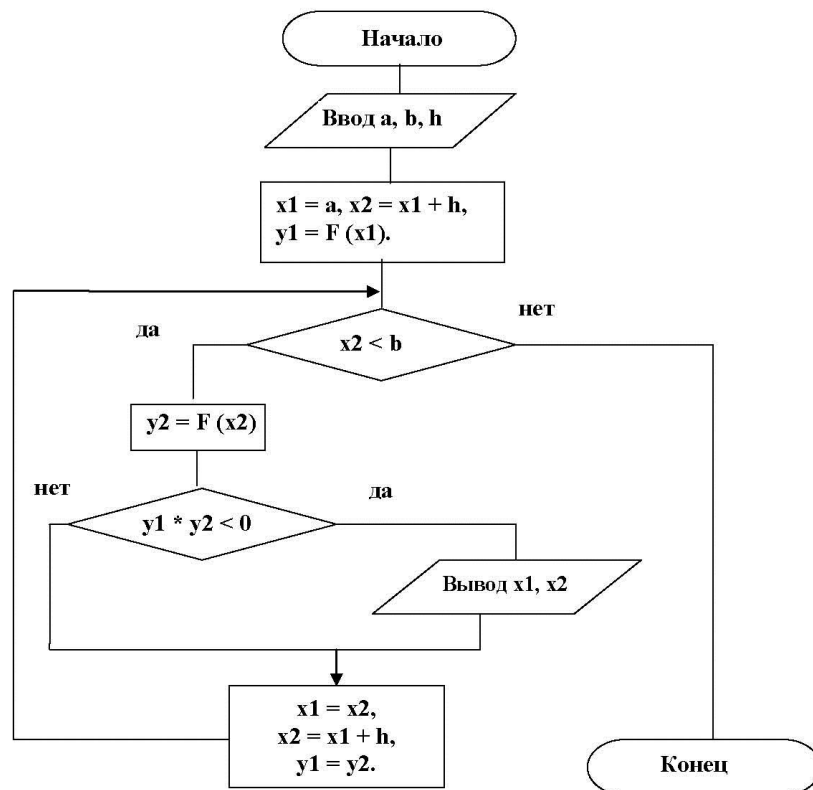 Начало
Ввод a, b, h
x1 = a, x2 = x1 + h,
y1 = F (x1).
да
нет
x2 < b
y2 = F (x2)
нет
да
y1 * y2 < 0
Вывод x1, x2
x1 = x2,
x2 = x1 + h,
y1 = y2.
Конец